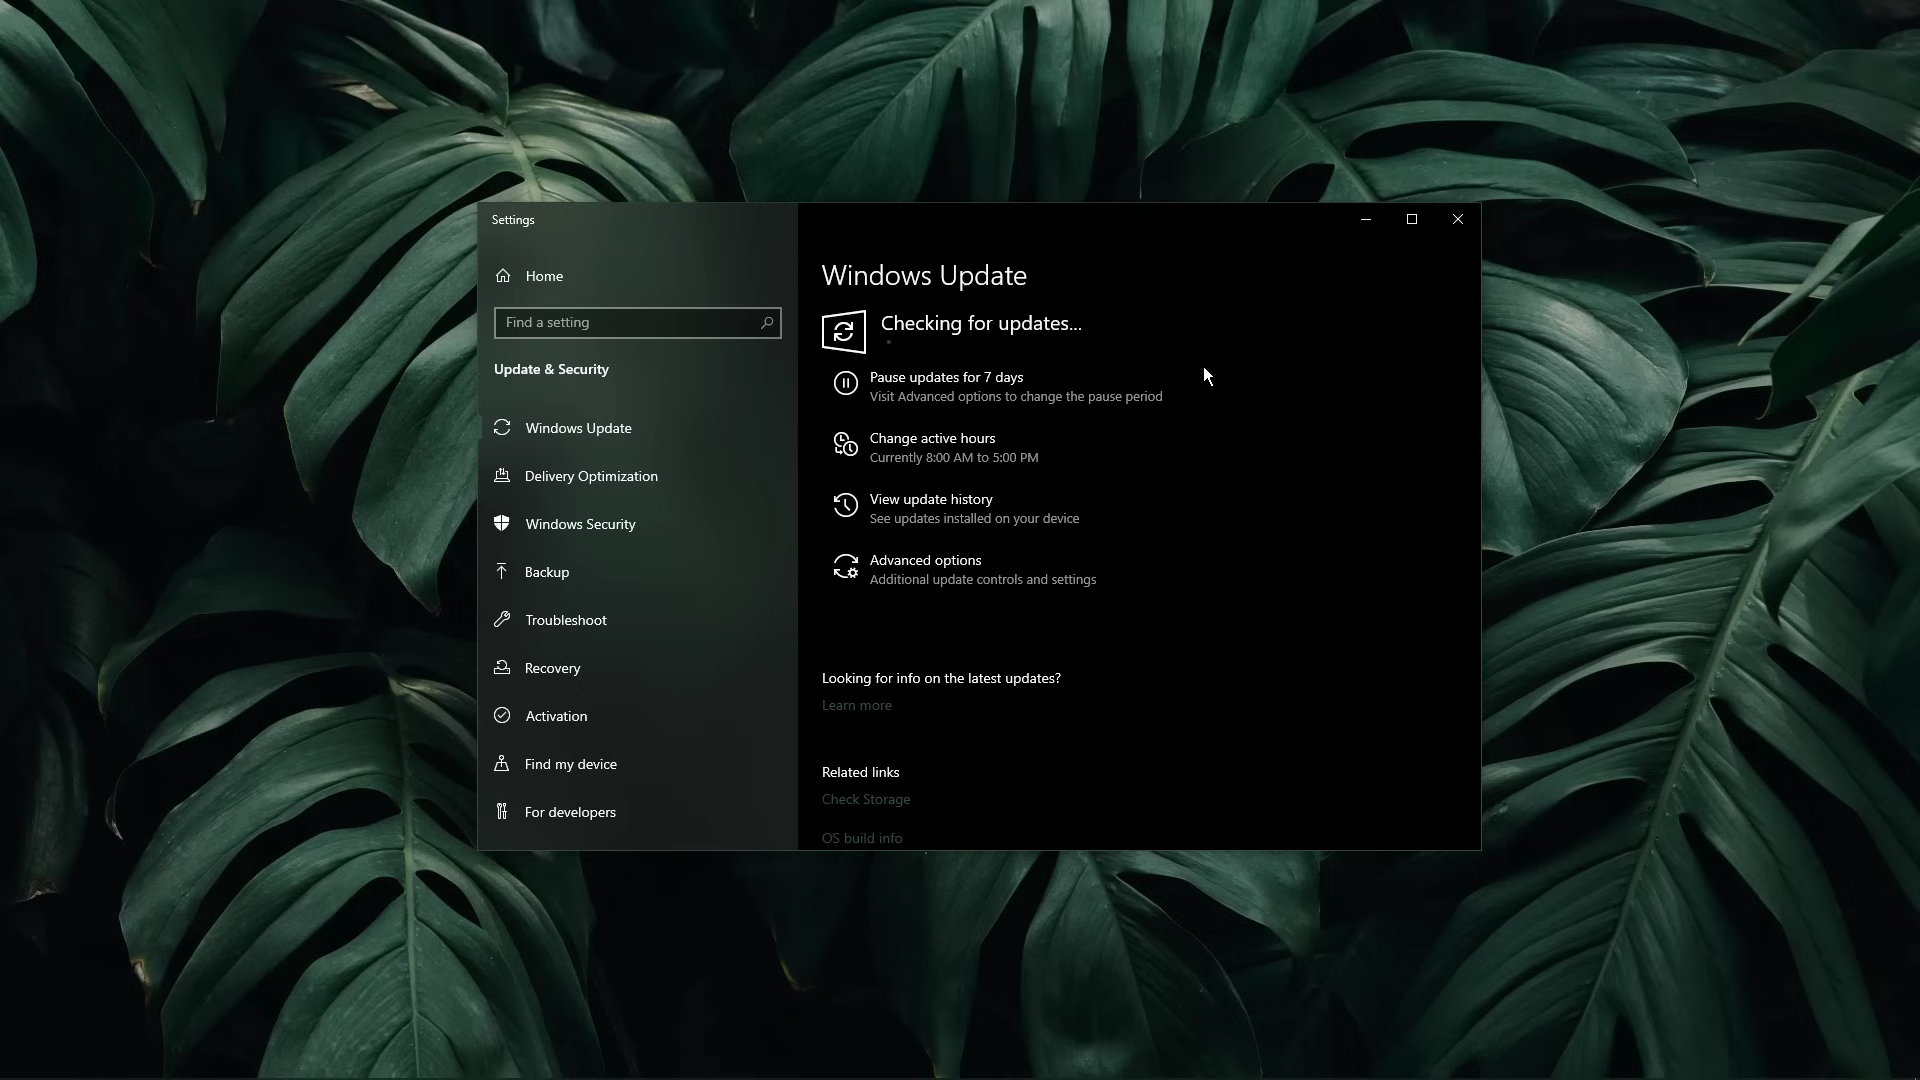 Settings
Home
Find a setting
Update & Security
Windows Update
Delivery Optimization
Windows Security
Backup
Troubleshoot
Recovery
Activation
Find my device
For developers
Windows Update
Checking for updates...
Pause updates for 7 days
Visit Advanced options to change the pause period
Change active hours
Currently 8:00 AM to 5:00 PM
View update history
See updates installed on your device
Advanced options
Additional update controls and settings
Looking for info on the latest updates?
Learn more
Related links
Check Storage
OS build info